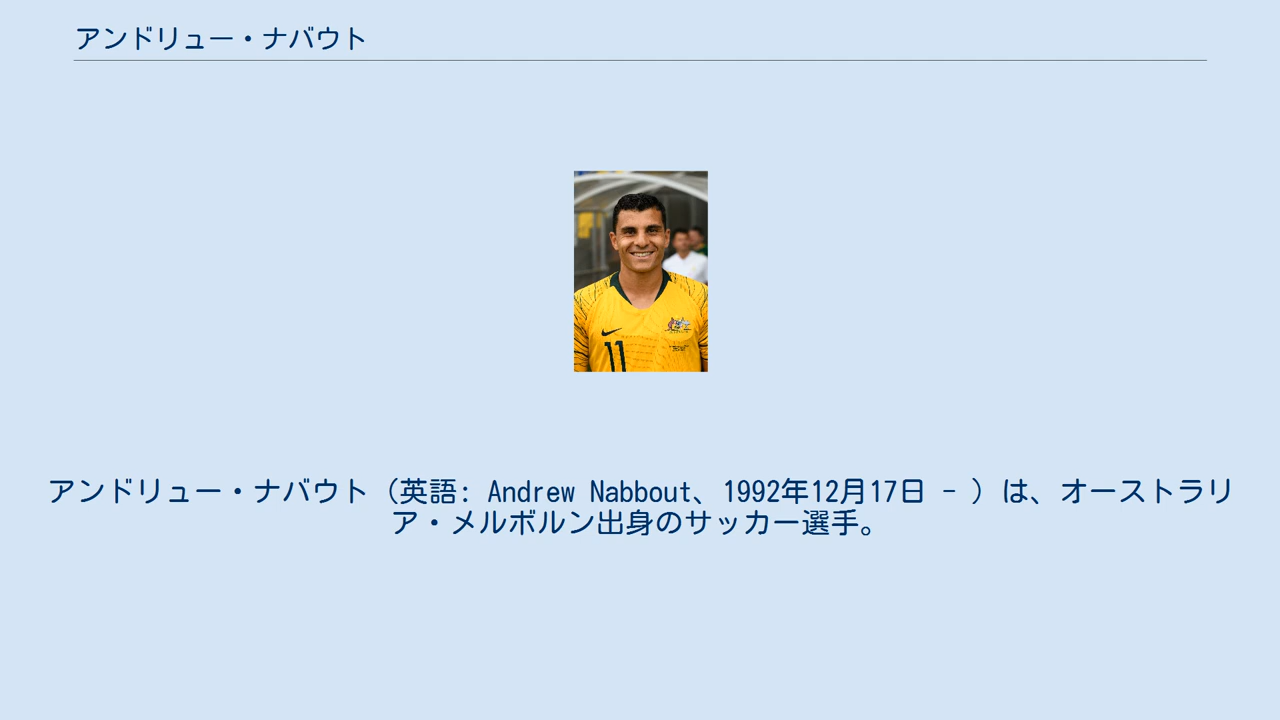 アンドリュー・ナバウト
11
アンドリュー・ナバウト（英語: Andrew Nabbout、1992年12月17日 - ）は、オーストラリ
ア・メルボルン出身のサッカー選手。